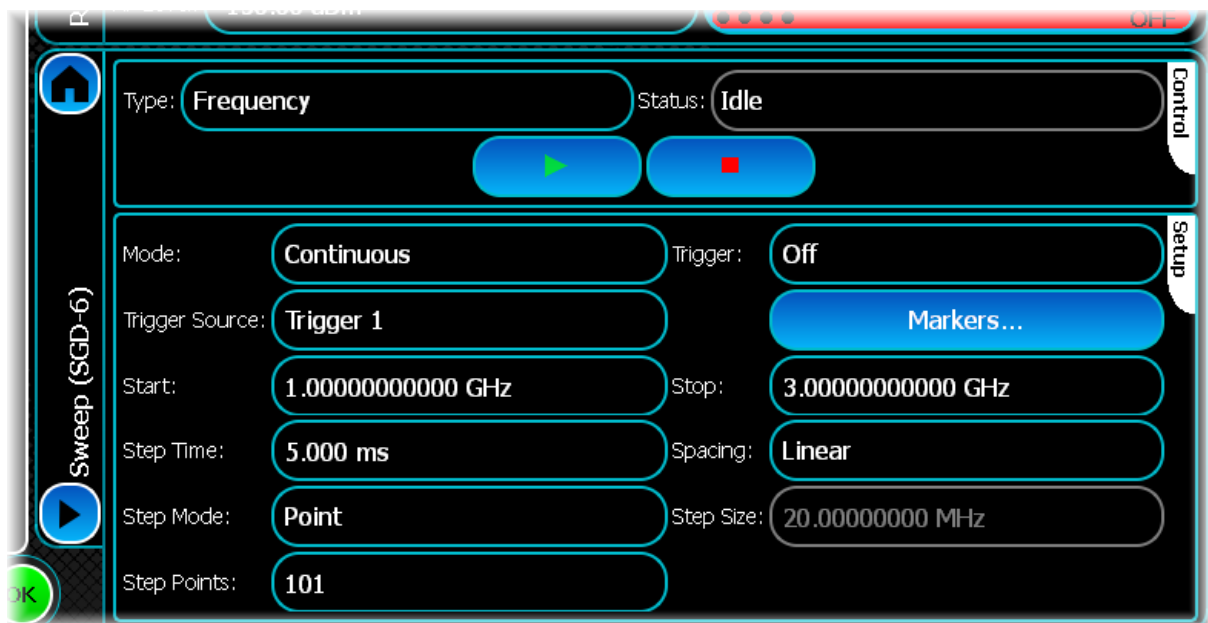 OFF
Control
Type: Frequency Status: Idle
Setup
Mode: Continuous Trigger: Off
Trigger Source: Trigger 1 Markers...
Start: 1.00000000000 GHz Stop: 3.00000000000 GHz
Step Time: 5.000 ms Spacing: Linear
Step Mode: Point Step Size: 20.00000000 MHz
Step Points: 101
Sweep (SGD-6)
OK